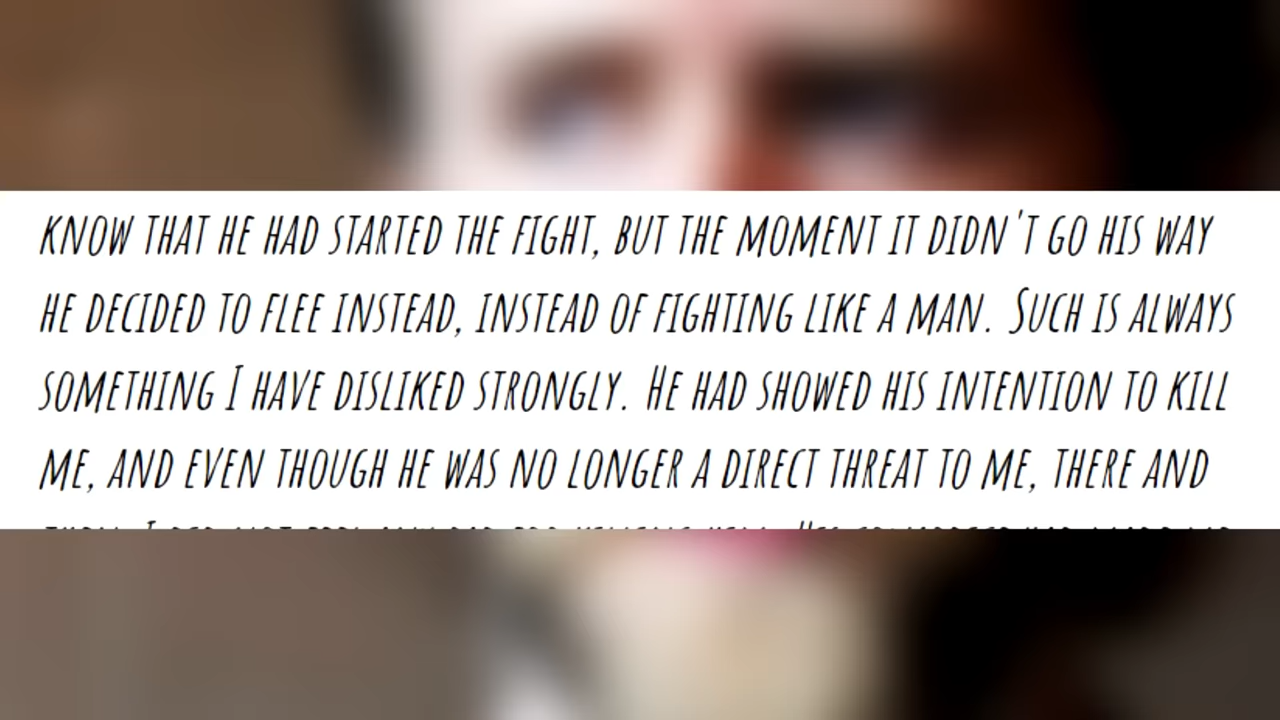 KNOW THAT HE HAD STARTED THE FIGHT, BUT THE MOMENT IT DIDN'T GO HIS WAY
HE DECIDED TO FLEE INSTEAD, INSTEAD OF FIGHTING LIKE A MAN. SUCH IS ALWAYS
SOMETHING I HAVE DISLIKED STRONGLY. HE HAD SHOWED HIS INTENTION TO KILL
ME, AND EVEN THOUGH HE WAS NO LONGER A DIRECT THREAT TO ME, THERE AND